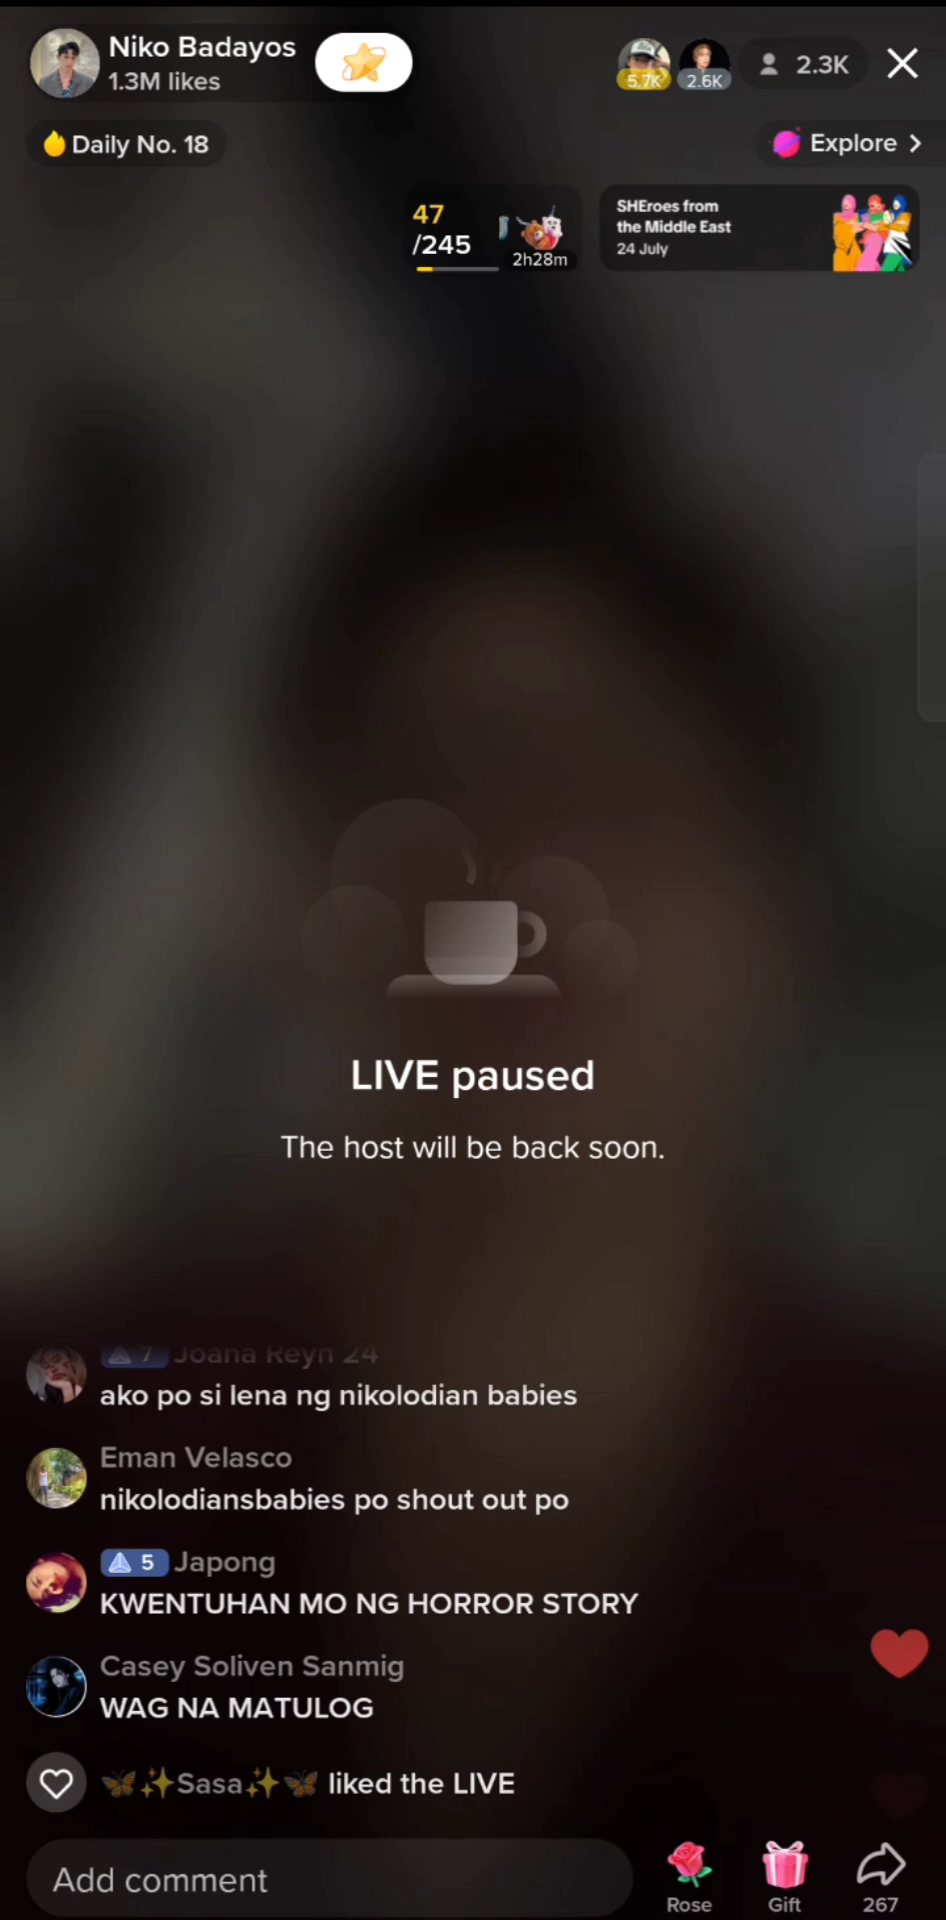 Niko Badayos
1.3M likes
5.7K
2.6K
2.3K
Daily No. 18
Explore
47
/245
2h28m
SHEroes from
the Middle East
24 July
LIVE paused
The host will be back soon.
7 Joana Reyn 24
ako po si lena ng nikolodian babies
Eman Velasco
nikolodiansbabies po shout out po
5 Japong
KWENTUHAN MO NG HORROR STORY
Casey Soliven Sanmig
WAG NA MATULOG
🦋✨Sasa✨🦋 liked the LIVE
Add comment
Rose
Gift
267